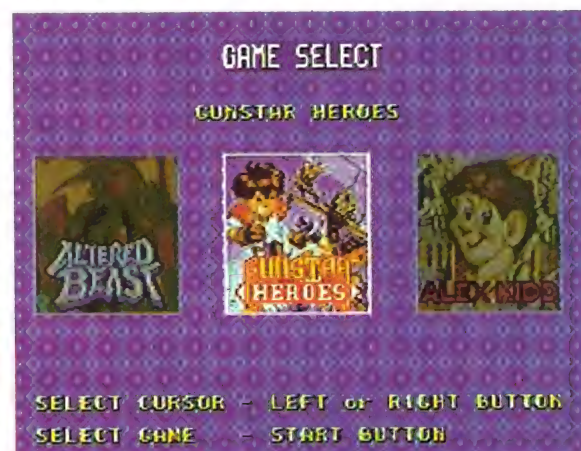 GAME SELECT
GUNSTAR HEROES
ALTERED
BEAST
GUNSTAR
HEROES
ALEX KIDD
SELECT CURSOR - LEFT or RIGHT BUTTON
SELECT GAME - START BUTTON